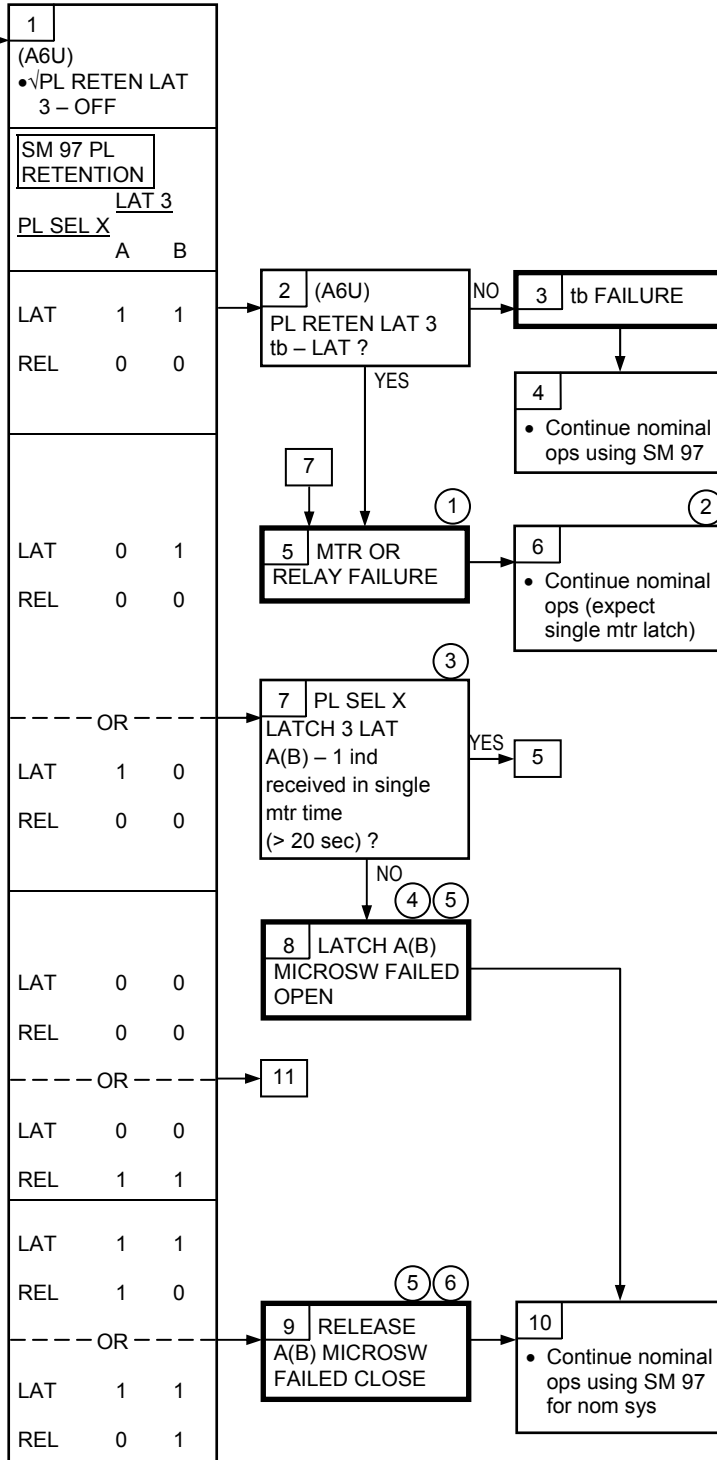 1
(A6U)
•√PL RETEN LAT
3 – OFF
SM 97 PL
RETENTION
LAT 3
PL SEL X
A B
LAT 1 1
REL 0 0
2 (A6U)
PL RETEN LAT 3
tb – LAT ?
NO
YES
3 tb FAILURE
4
• Continue nominal
ops using SM 97
LAT 0 1
REL 0 0
OR
LAT 1 0
REL 0 0
7
1
5 MTR OR
RELAY FAILURE
2
6
• Continue nominal
ops (expect
single mtr latch)
3
7 PL SEL X
LATCH 3 LAT
A(B) – 1 ind
received in single
mtr time
(> 20 sec) ?
YES
5
NO
4 5
8 LATCH A(B)
MICROSW FAILED
OPEN
LAT 0 0
REL 0 0
OR
11
LAT 0 0
REL 1 1
LAT 1 1
REL 1 0
OR
LAT 1 1
REL 0 1
5 6
9 RELEASE
A(B) MICROSW
FAILED CLOSE
10
• Continue nominal
ops using SM 97
for nom sys